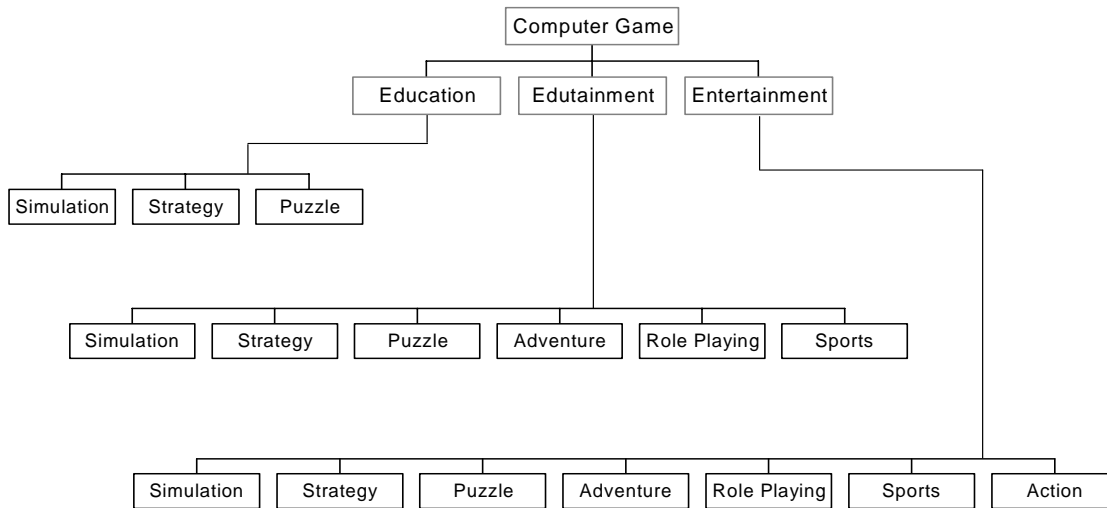 Computer Game
Education Edutainment Entertainment
Simulation Strategy Puzzle
Simulation Strategy Puzzle Adventure Role Playing Sports
Simulation Strategy Puzzle Adventure Role Playing Sports Action